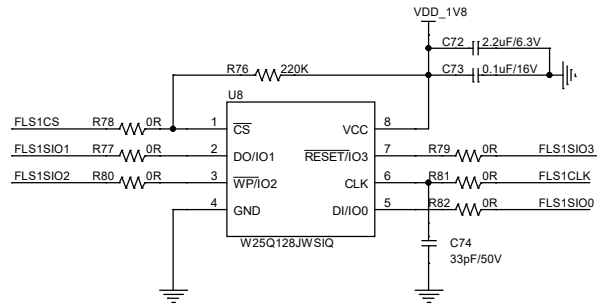 VDD_1V8
C72 2.2uF/6.3V
R76 220K C73 0.1uF/16V
U8
FLS1CS R78 0R 1 CS VCC 8
FLS1SIO1 R77 0R 2 DO/IO1 RESET/IO3 7 R79 0R FLS1SIO3
FLS1SIO2 R80 0R 3 WP/IO2 CLK 6 R81 0R FLS1CLK
4 GND DI/IO0 5 R82 0R FLS1SIO0
W25Q128JWSIQ
C74
33pF/50V